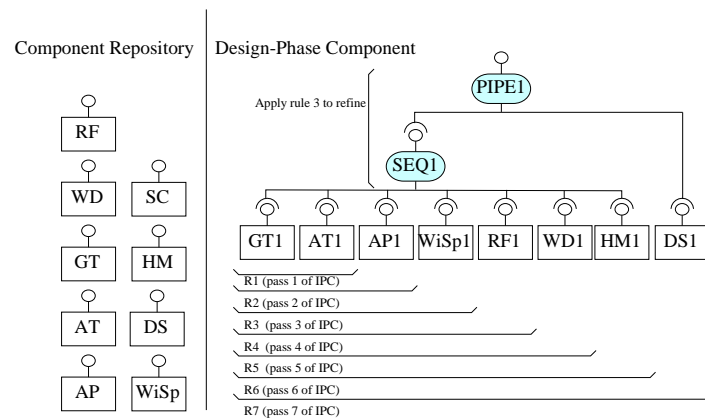 Component Repository
Design-Phase Component
PIPE1
Apply rule 3 to refine
RF
SEQ1
WD SC
GT HM
GT1 AT1 AP1 WiSp1 RF1 WD1 HM1 DS1
R1 (pass 1 of IPC)
R2 (pass 2 of IPC)
AT DS
R3 (pass 3 of IPC)
R4 (pass 4 of IPC)
R5 (pass 5 of IPC)
AP WiSp
R6 (pass 6 of IPC)
R7 (pass 7 of IPC)